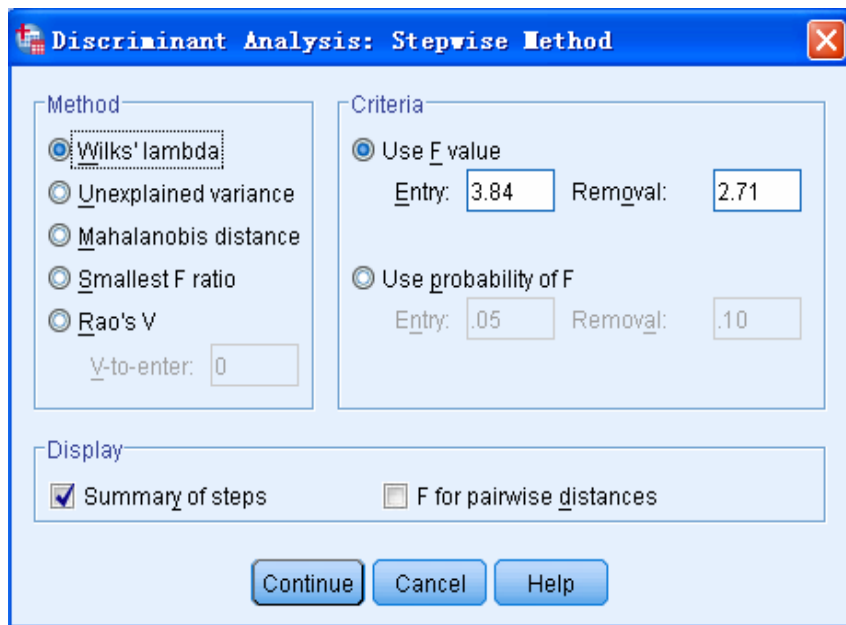 Discriminant Analysis: Stepwise Method
Method
Wilks' lambda
Unexplained variance
Mahalanobis distance
Smallest F ratio
Rao's V
V-to-enter: 0
Criteria
Use F value
Entry: 3.84 Removal: 2.71
Use probability of F
Entry: .05 Removal: .10
Display
Summary of steps F for pairwise distances
Continue Cancel Help